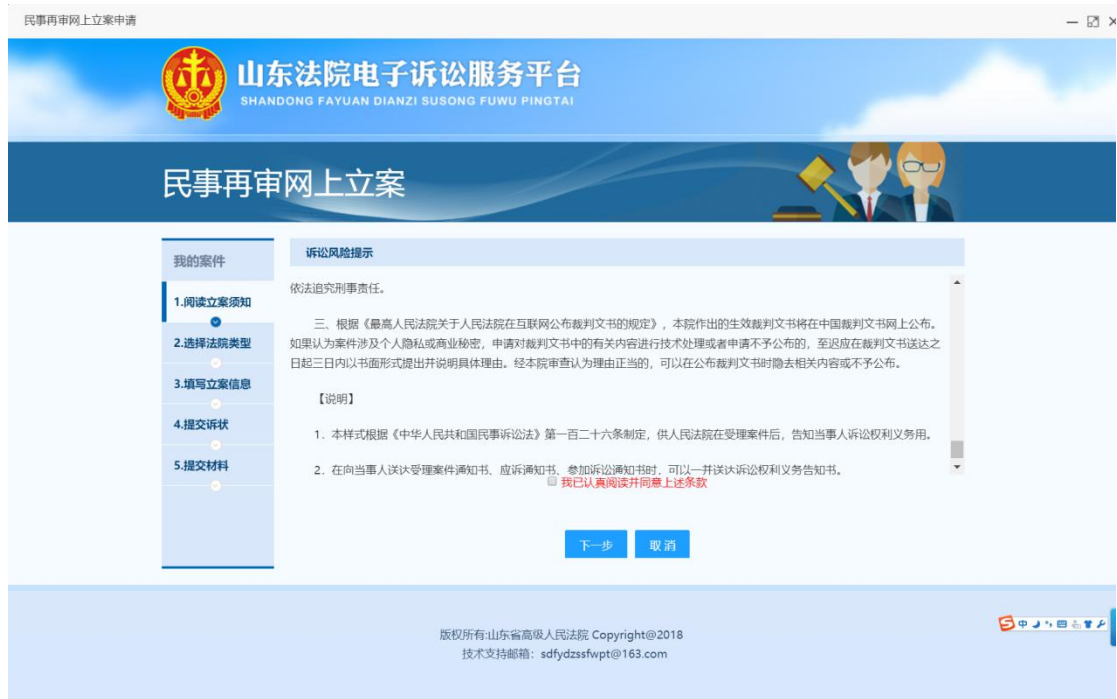 民事再审网上立案申请
山东法院电子诉讼服务平台
SHANDONG FAYUAN DIANZI SUSONG FUWU PINGTAI
民事再审网上立案
我的案件
1.阅读立案须知
2.选择法院类型
3.填写立案信息
4.提交诉状
5.提交材料
诉讼风险提示
依法追究刑事责任。
三、根据《最高人民法院关于人民法院在互联网公布裁判文书的规定》，本院作出的生效裁判文书将在中国裁判文书网上公布。
如果认为案件涉及个人隐私或商业秘密，申请对裁判文书中的有关内容进行技术处理或者申请不予公布的，至迟应在裁判文书送达之
日起三日内以书面形式提出并说明具体理由。经本院审查认为理由正当的，可以在公布裁判文书时隐去相关内容或不予公布。
【说明】
1. 本样式根据《中华人民共和国民事诉讼法》第一百二十六条制定，供人民法院在受理案件后，告知当事人诉讼权利义务用。
2. 在向当事人送达受理案件通知书、应诉通知书、参加诉讼通知书时，可以一并送达诉讼权利义务告知书。
我已认真阅读并同意上述条款
下一步 取消
版权所有:山东省高级人民法院 Copyright@2018
技术支持邮箱：sdfydzssfwpt@163.com
中